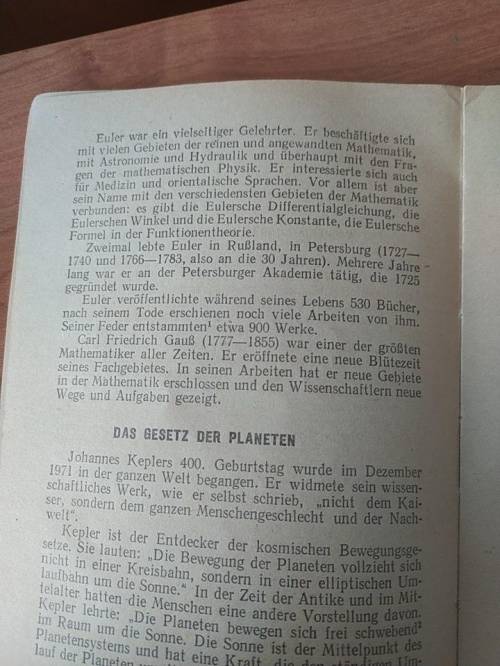 Euler war ein vielseitiger Gelehrter. Er beschäftigte sich
mit vielen Gebieten der reinen und angewandten Mathematik,
mit Astronomie und Hydraulik und überhaupt mit den Fra-
gen der mathematischen Physik. Er interessierte sich auch
für Medizin und orientalische Sprachen. Vor allem ist aber
sein Name mit den verschiedensten Gebieten der Mathematik
verbunden: es gibt die Eulersche Differentialgleichung, die
Eulerschen Winkel und die Eulersche Konstante, die Eulersche
Formel in der Funktionentheorie.
Zweimal lebte Euler in Rußland, in Petersburg (1727—
1740 und 1766—1783, also an die 30 Jahren). Mehrere Jahre
lang war er an der Petersburger Akademie tätig, die 1725
gegründet wurde.
Euler veröffentlichte während seines Lebens 530 Bücher,
nach seinem Tode erschienen noch viele Arbeiten von ihm.
Seiner Feder entstammten¹ etwa 900 Werke.
Carl Friedrich Gauß (1777—1855) war einer der größten
Mathematiker aller Zeiten. Er eröffnete eine neue Blütezeit
seines Fachgebietes. In seinen Arbeiten hat er neue Gebiete
in der Mathematik erschlossen und den Wissenschaftlern neue
Wege und Aufgaben gezeigt.
DAS GESETZ DER PLANETEN
Johannes Keplers 400. Geburtstag wurde im Dezember
1971 in der ganzen Welt begangen. Er widmete sein wissen-
schaftliches Werk, wie er selbst schrieb, „nicht dem Kai-
ser, sondern dem ganzen Menschengeschlecht und der Nach-
welt“.
Kepler ist der Entdecker der kosmischen Bewegungsge-
setze. Sie lauten: „Die Bewegung der Planeten vollzieht sich
nicht in einer Kreisbahn, sondern in einer elliptischen Um-
laufbahn um die Sonne.“ In der Zeit der Antike und im Mit-
telalter hatten die Menschen eine andere Vorstellung davon.
Kepler lehrte: „Die Planeten bewegen sich frei schwebend²
im Raum um die Sonne. Die Sonne ist der Mittelpunkt des
Planetensystems und hat eine Kraft, die den ständigen Um-
lauf der Planeten